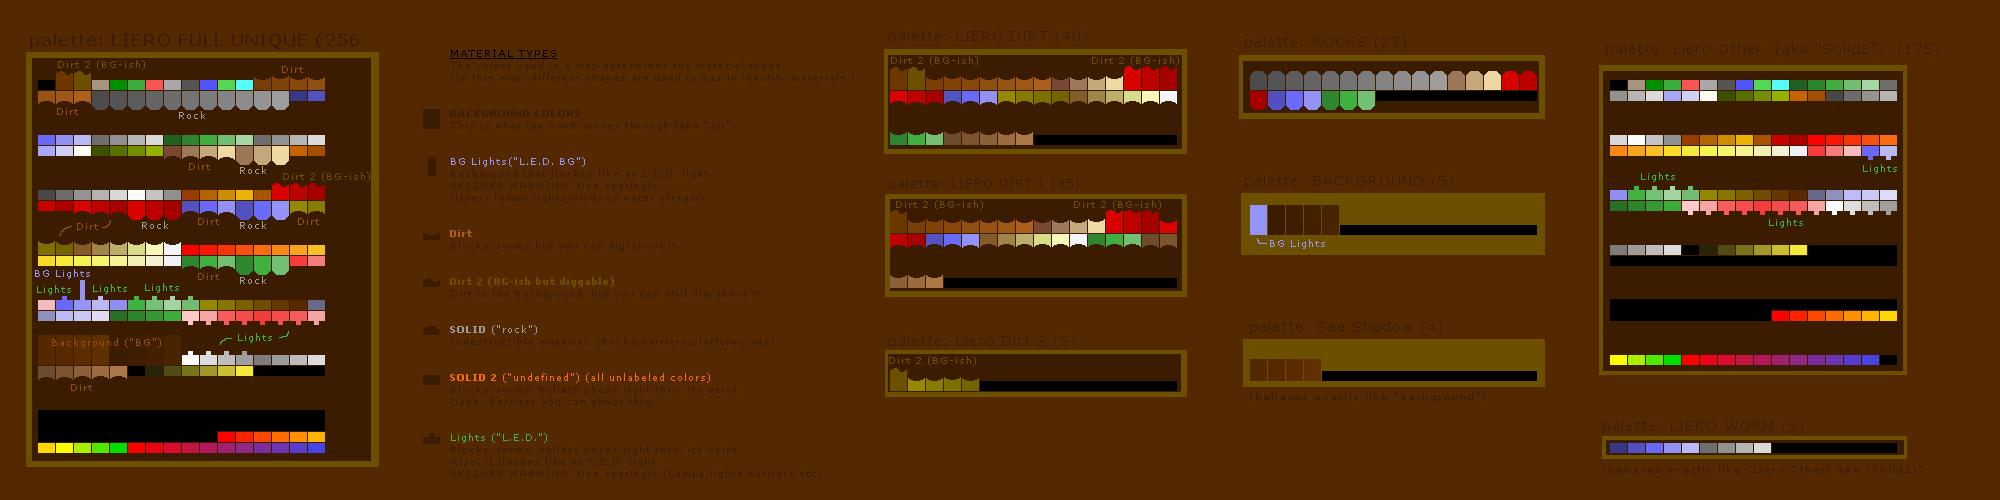 palette: LIERO FULL UNIQUE (256
Dirt 2 (BG-ish)
Dirt
Dirt
Rock
Dirt
Rock
Dirt 2 (BG-ish)
Dirt
Rock
Dirt
Rock
Dirt
Dirt
Rock
BG Lights
Lights
Lights
Lights
Background ("BG")
Lights
Dirt
MATERIAL TYPES
The colors used in a map determines the material types.
(In this map, different shapes are used to easily identify materials.)
BACKGROUND COLORS
This is what the worm moves through (aka "air")
BG Lights("L.E.D. BG")
Background that flashes like an L.E.D. light.
SEIZURE WARNING. Use sparingly.
(Uses: lamps,lights,windows,water stream)
Dirt
Blocks worms but you can dig/shoot it.
Dirt 2 (BG-ish but diggable)
Dirt in the background, but you can still dig/shoot it
SOLID ("rock")
Indestructible material. (Rocks,barriers,platforms,etc)
SOLID 2 ("undefined") (all unlabeled colors)
Blocks worms, bullets phase right thru. its weird..
Uses: Barriers you can shoot thru.
Lights ("L.E.D.")
Blocks worms, bullets phase right thru. its weird..
Also, it flashes like an L.E.D. light
SEIZURE WARNING. Use sparingly (Lamps,lights,barriers,etc)
palette: LIERO DIRT (40)
Dirt 2 (BG-ish)
Dirt 2 (BG-ish)
palette: LIERO DIRT 1 (35)
Dirt 2 (BG-ish)
Dirt 2 (BG-ish)
palette: Liero Dirt 2 (5)
Dirt 2 (BG-ish)
palette: ROCKS (23)
palette: BACKGROUND (5)
BG Lights
palette: See Shadow (4)
(behaves exactly like "Background")
palette: Liero Other (aka "Solid2") (175)
Lights
Lights
Lights
palette: LIERO WORM (9)
(behaves exactly like "Liero Other" aka "Solid2)"